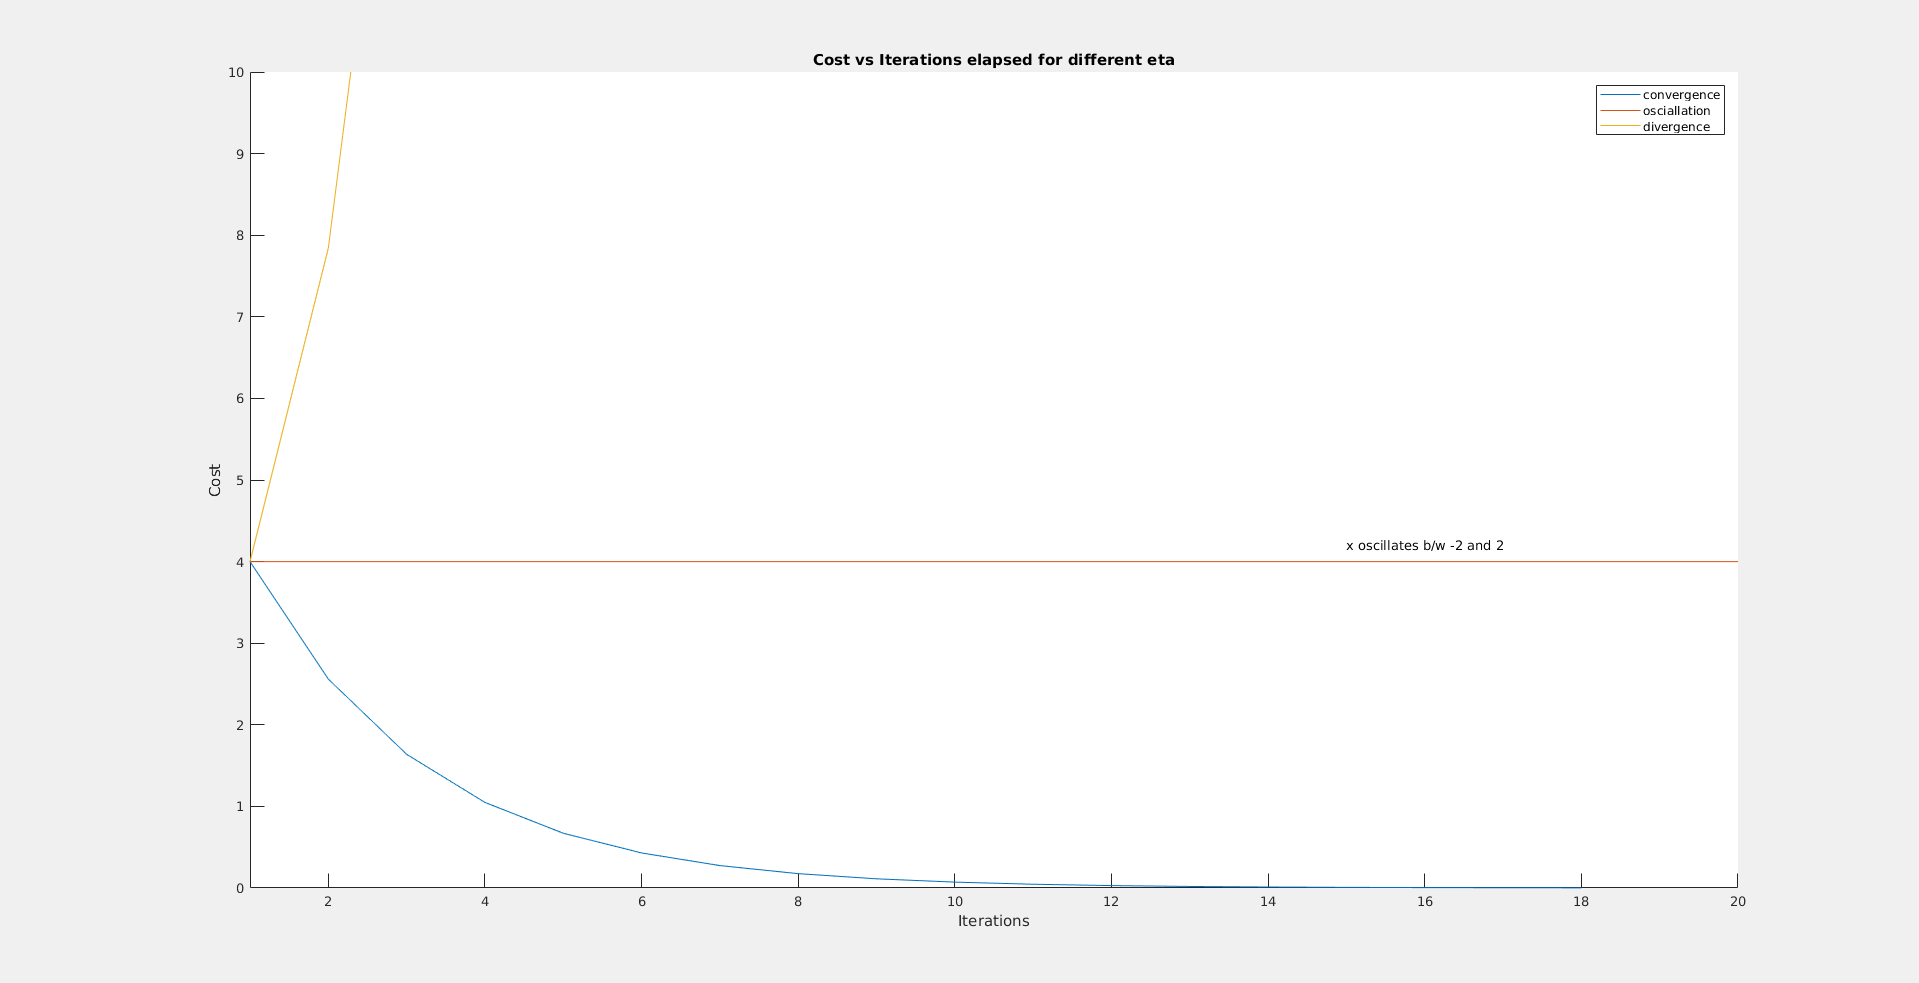 Cost vs Iterations elapsed for different eta
convergence
osciallation
divergence
10
9
8
7
6
5
4
3
2
1
0
Cost
x oscillates b/w -2 and 2
2 4 6 8 10 12 14 16 18 20
Iterations